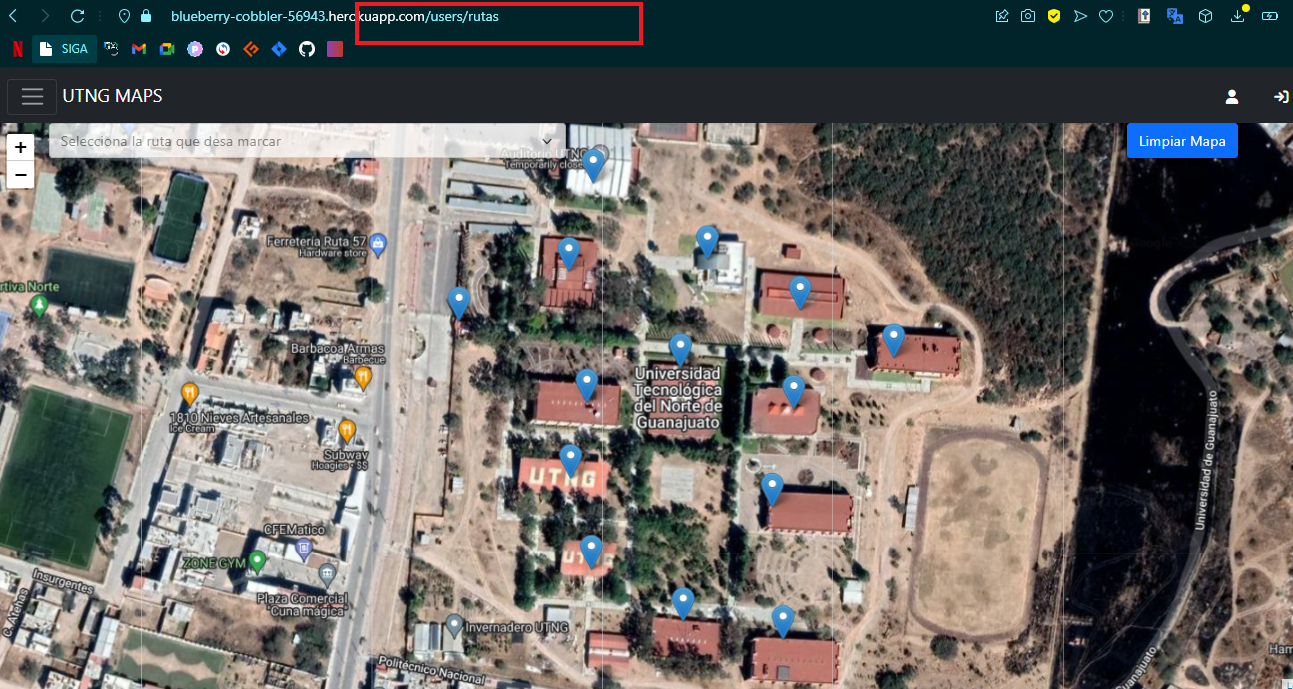 blueberry-cobbler-56943.herokuapp.com/users/rutas
SIGA
UTNG MAPS
Selecciona la ruta que desa marcar
Limpiar Mapa
+
−
Auditorio UTNG
Temporarily close
Ferretería Ruta 57
Hardware store
rtiva Norte
Barbacoa Armas
Barbecue
Universidad
Tecnológica
del Norte de
Guanajuato
1810 Nieves Artesanales
Ice Cream
Subway
Hoagies • $$
UTNG
CFEMatico
ZONE GYM
Insurgentes
Plaza Comercial
"Cuna mágica"
C. Atenas
Invernadero UTNG
Politécnico Nacional
Universidad de Guanajuato
Guanajuato
Ham